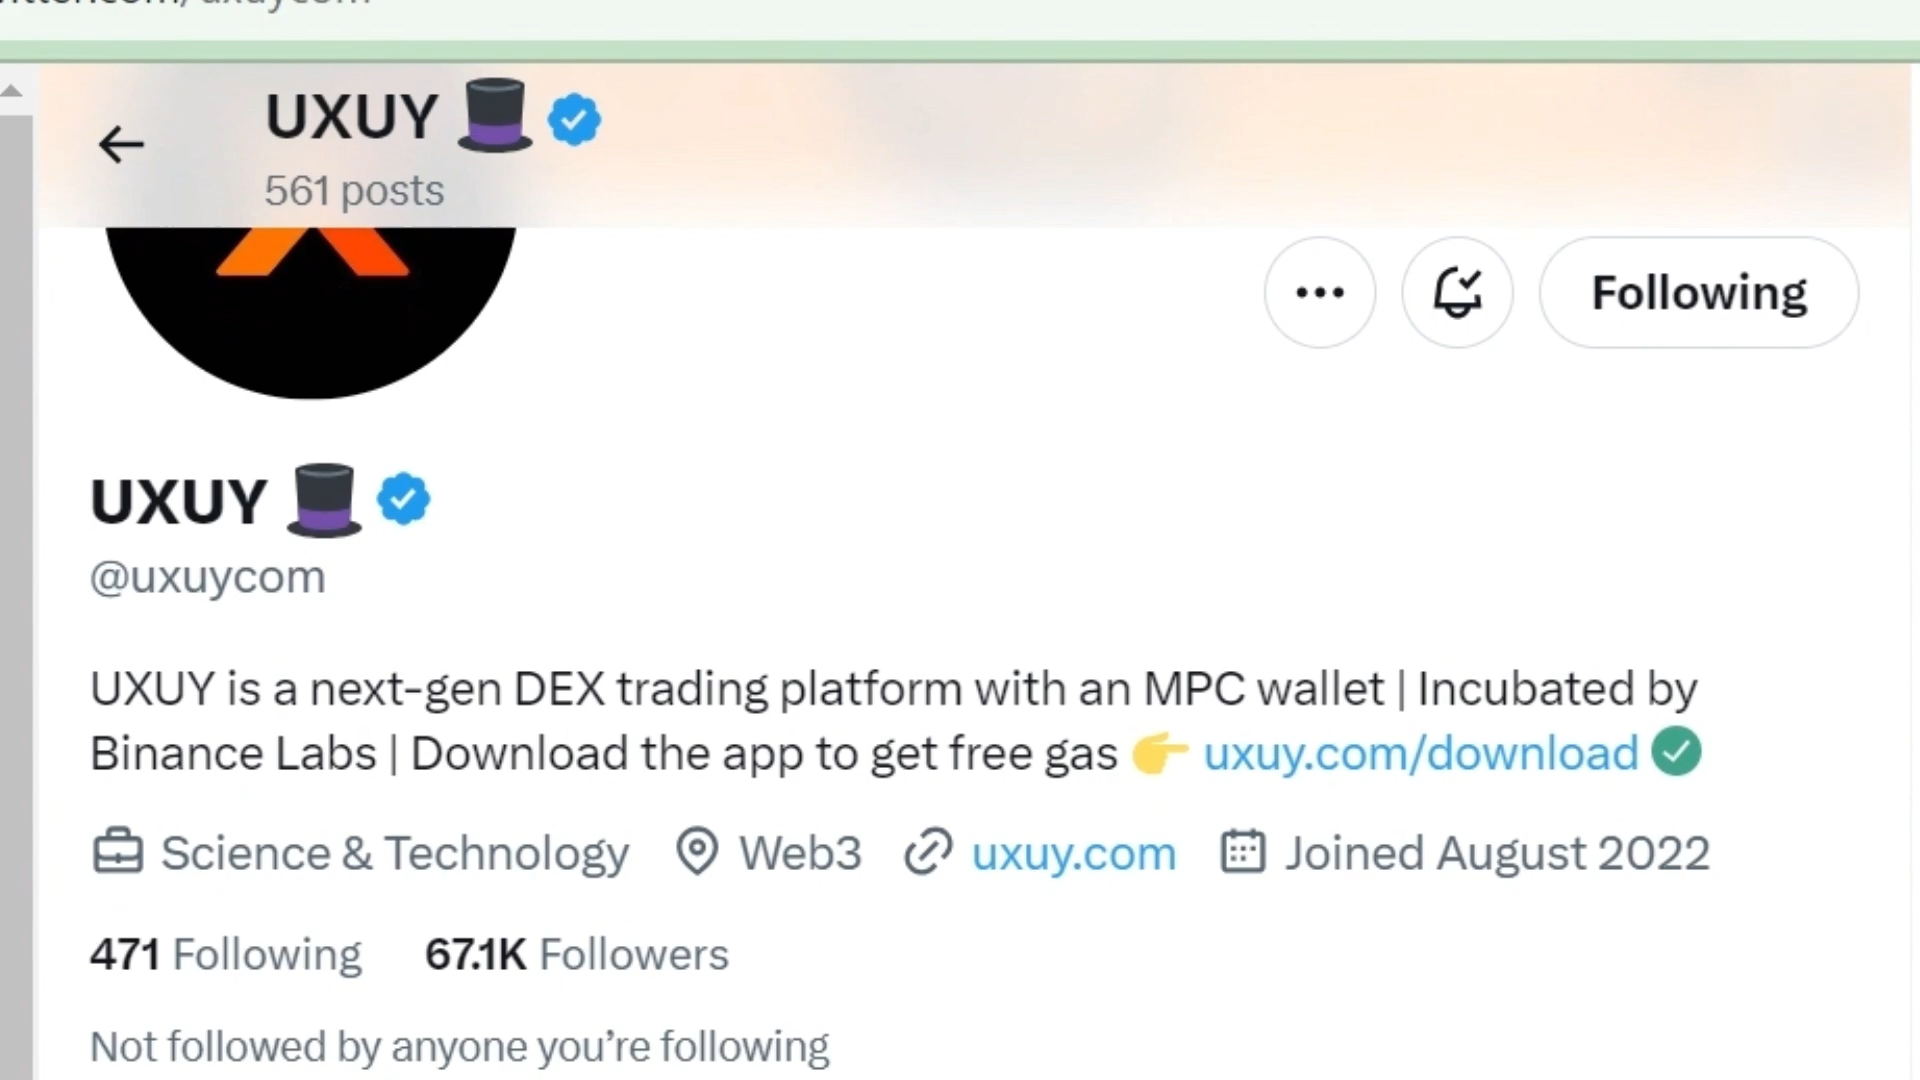 UXUY
561 posts
Following
UXUY
@uxuycom
UXUY is a next-gen DEX trading platform with an MPC wallet | Incubated by
Binance Labs | Download the app to get free gas 👉 uxuy.com/download
Science & Technology Web3 uxuy.com Joined August 2022
471 Following 67.1K Followers
Not followed by anyone you’re following